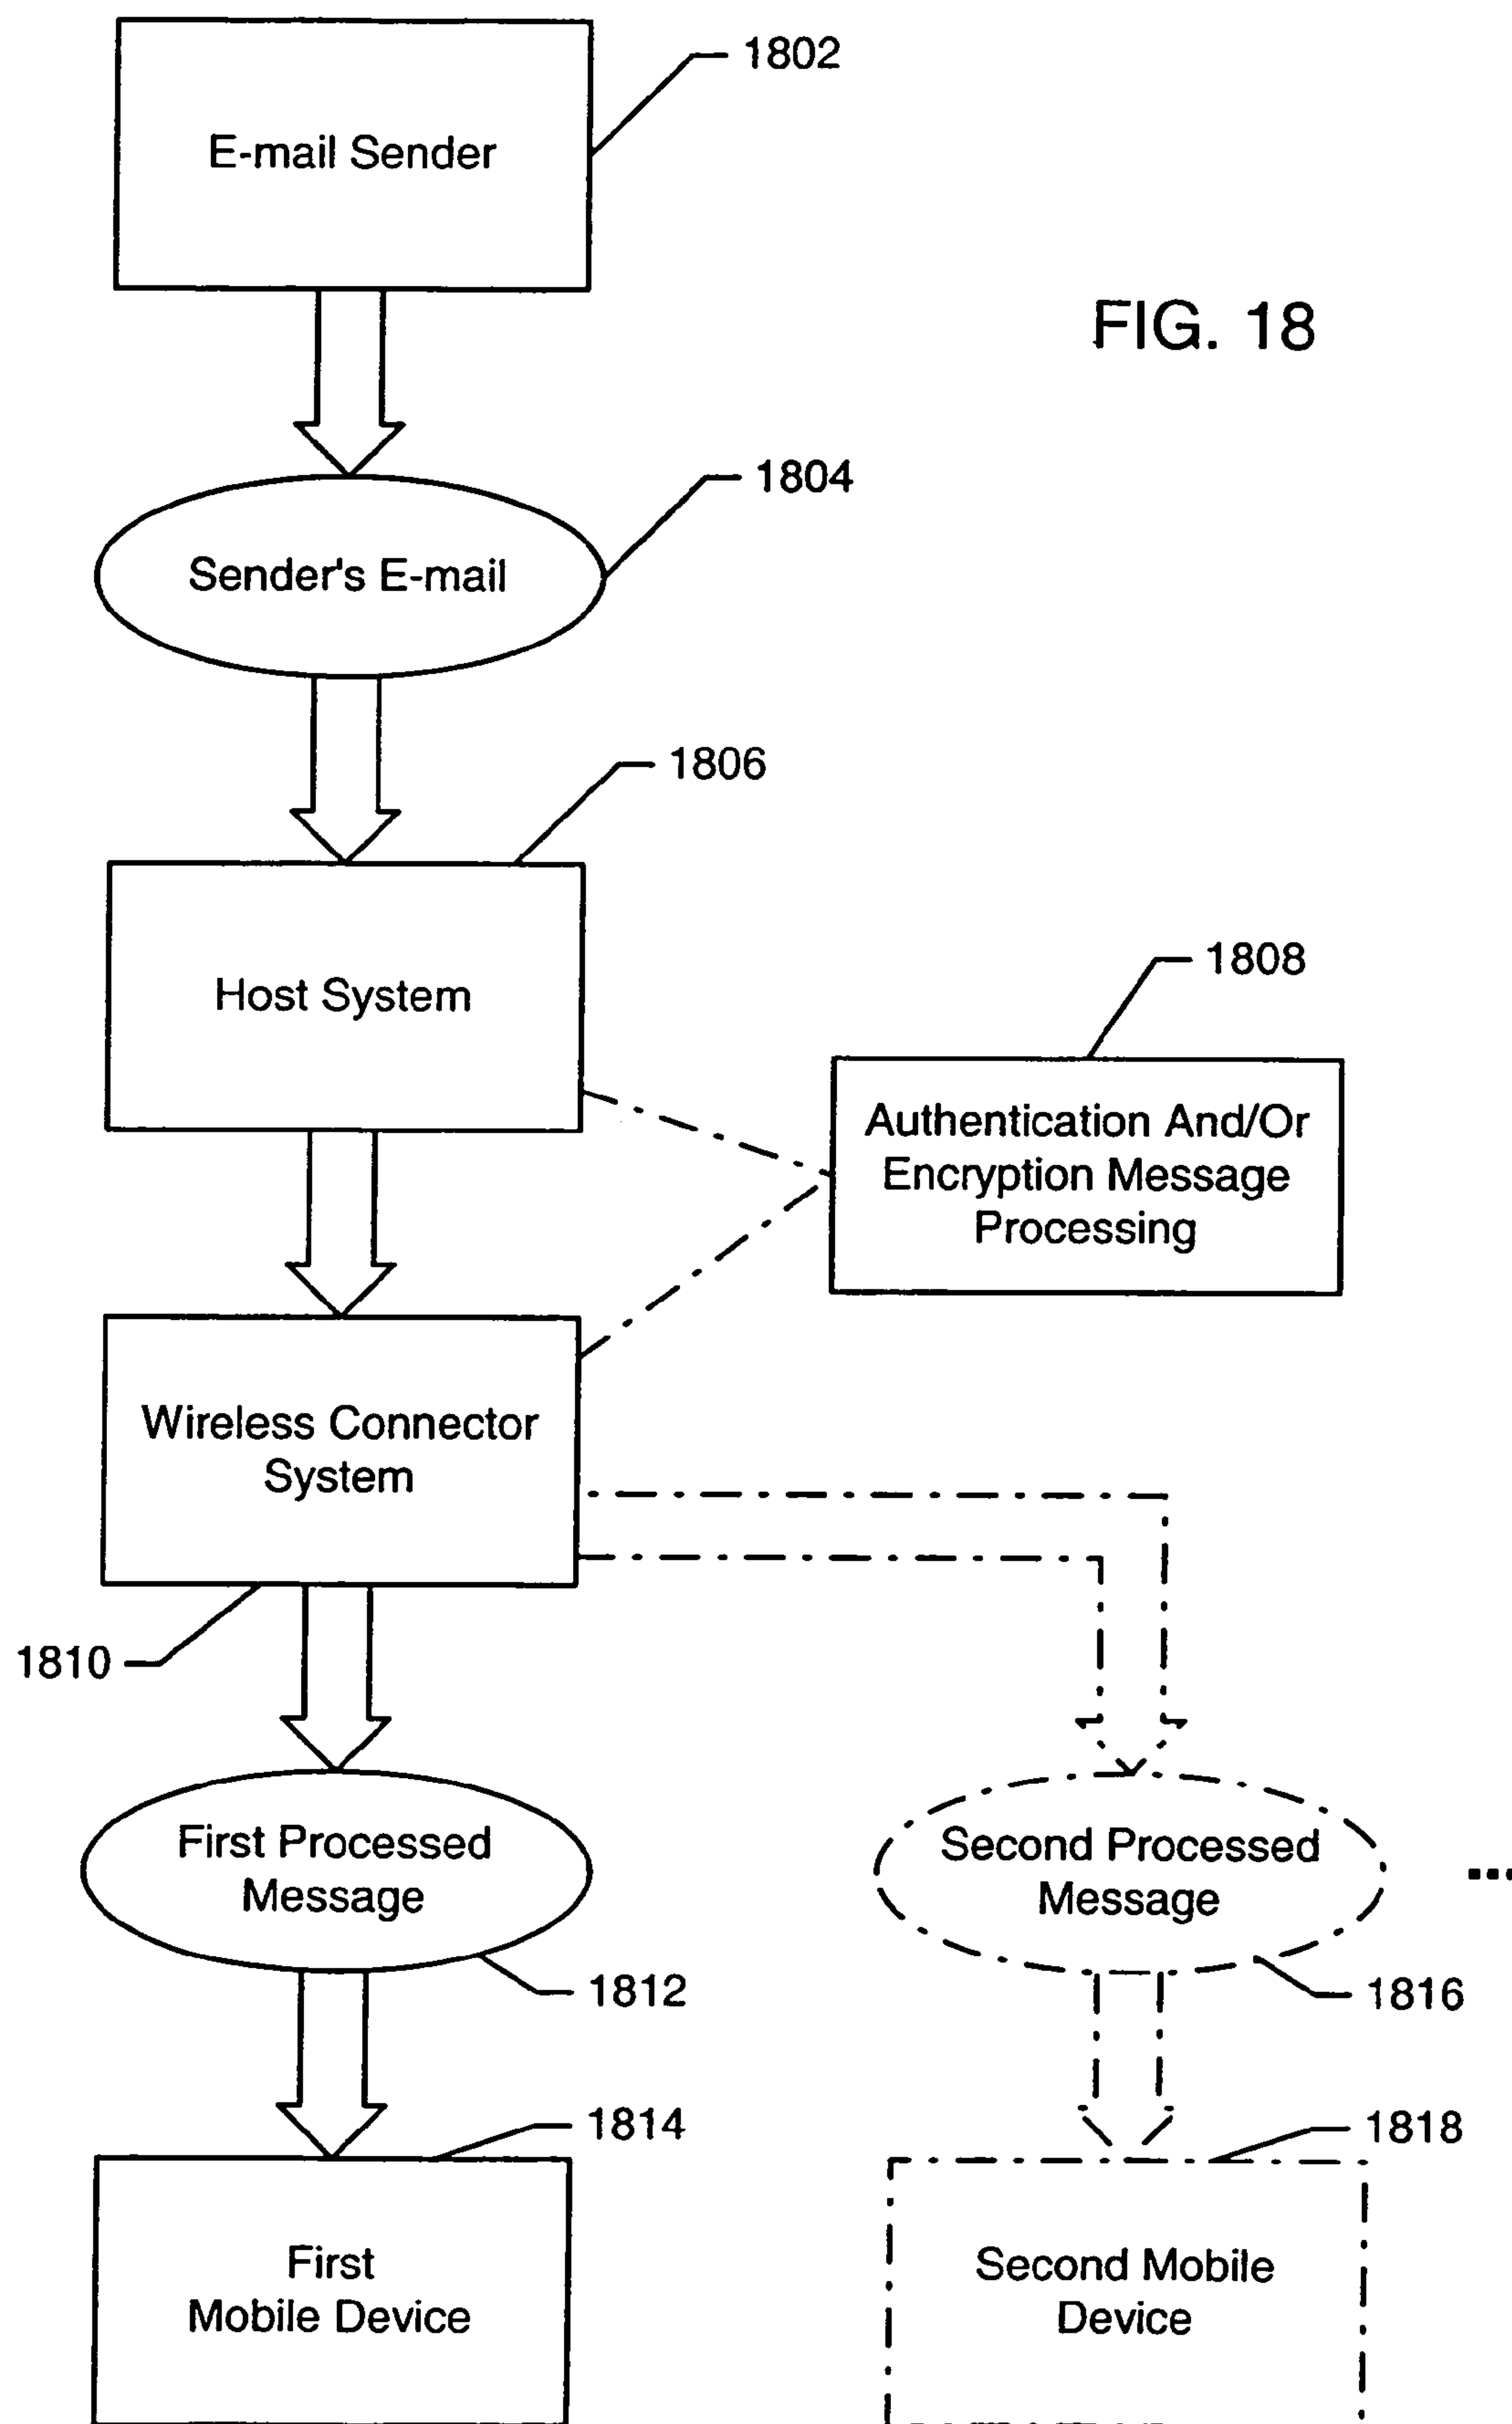 1802
E-mail Sender
FIG. 18
1804
Sender's E-mail
1806
Host System
1808
Authentication And/Or
Encryption Message
Processing
Wireless Connector
System
1810
First Processed
Message
Second Processed
Message
...
1812
1816
1814
1818
First
Mobile Device
Second Mobile
Device